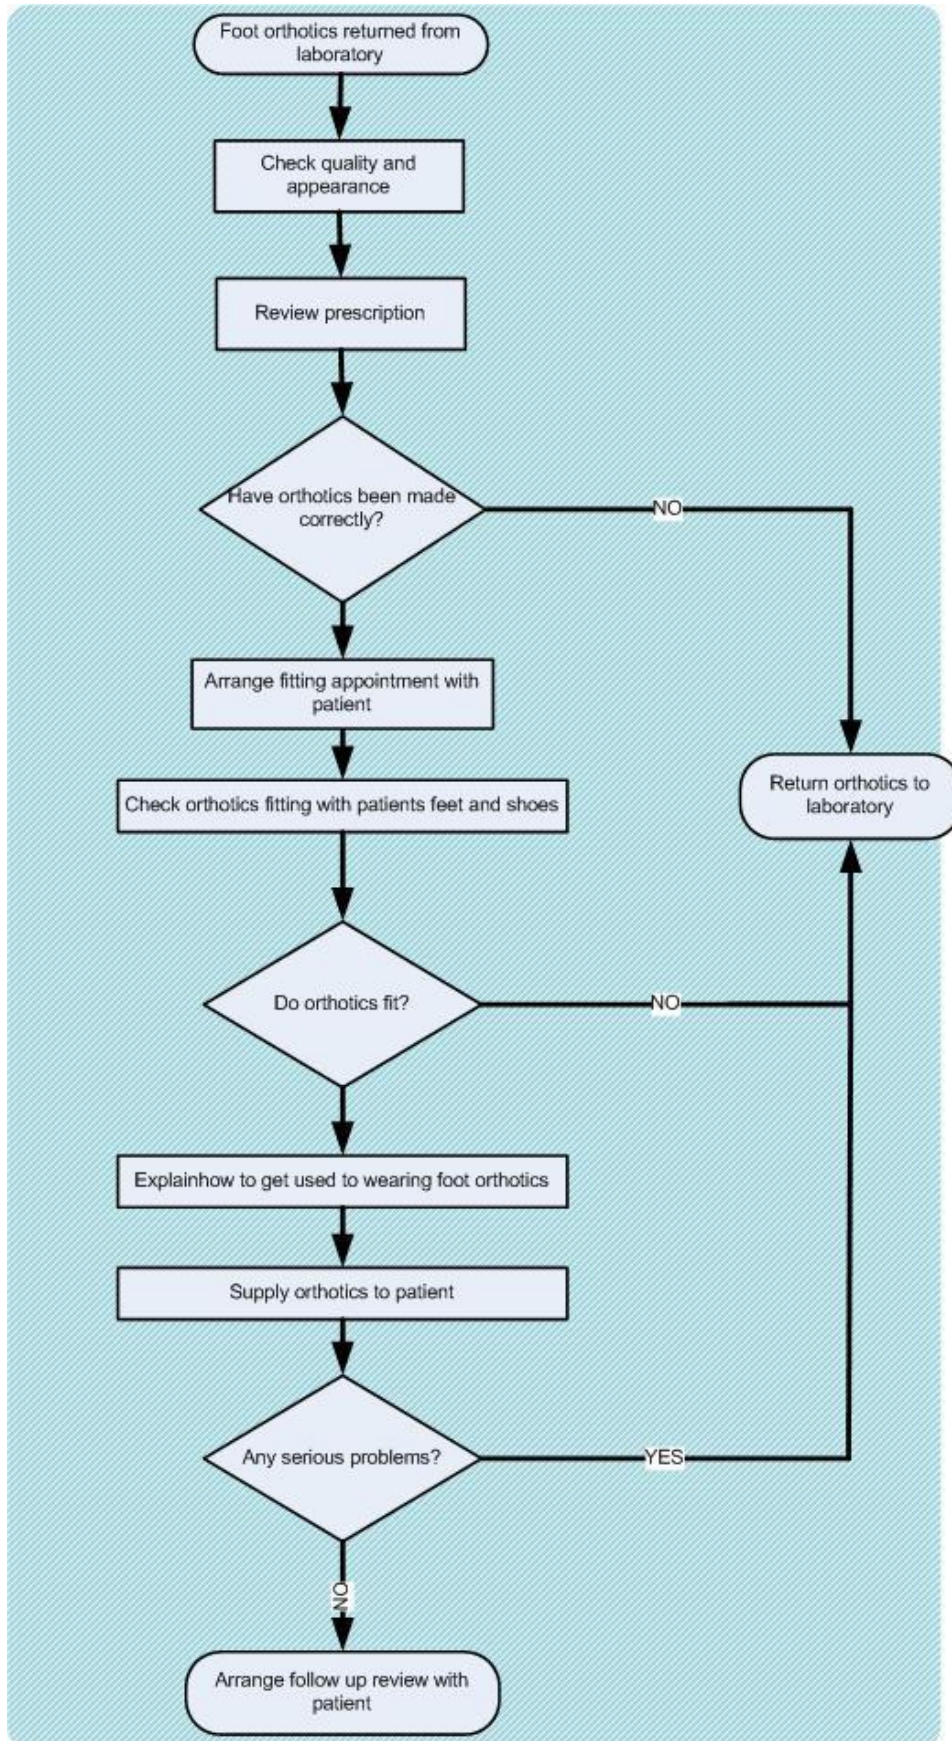 Foot orthotics returned from
laboratory
Check quality and
appearance
Review prescription
Have orthotics been made
correctly?
NO
Arrange fitting appointment with
patient
Check orthotics fitting with patients feet and shoes
Return orthotics to
laboratory
Do orthotics fit?
NO
Explainhow to get used to wearing foot orthotics
Supply orthotics to patient
Any serious problems?
YES
NO
Arrange follow up review with
patient